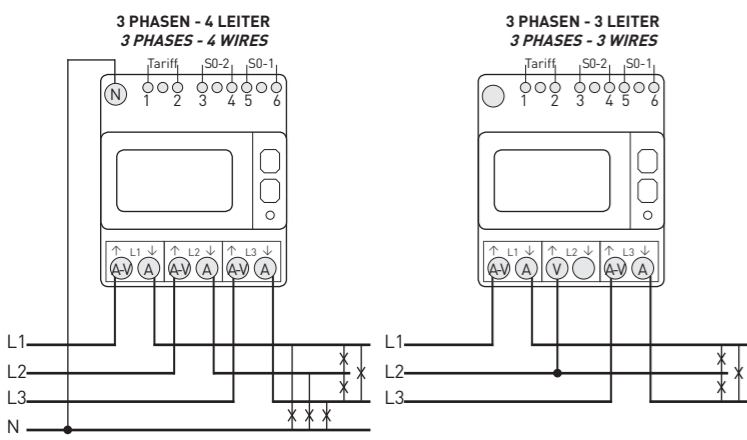 3 PHASEN - 4 LEITER
3 PHASES - 4 WIRES
Tariff S0-2 S0-1
N
1 2 3 4 5 6
↑ L1 ↓ ↑ L2 ↓ ↑ L3 ↓
A-V A A-V A A-V A
L1
L2
L3
N
3 PHASEN - 3 LEITER
3 PHASES - 3 WIRES
Tariff S0-2 S0-1
1 2 3 4 5 6
↑ L1 ↓ ↑ L2 ↓ ↑ L3 ↓
A-V A V A-V A
L1
L2
L3